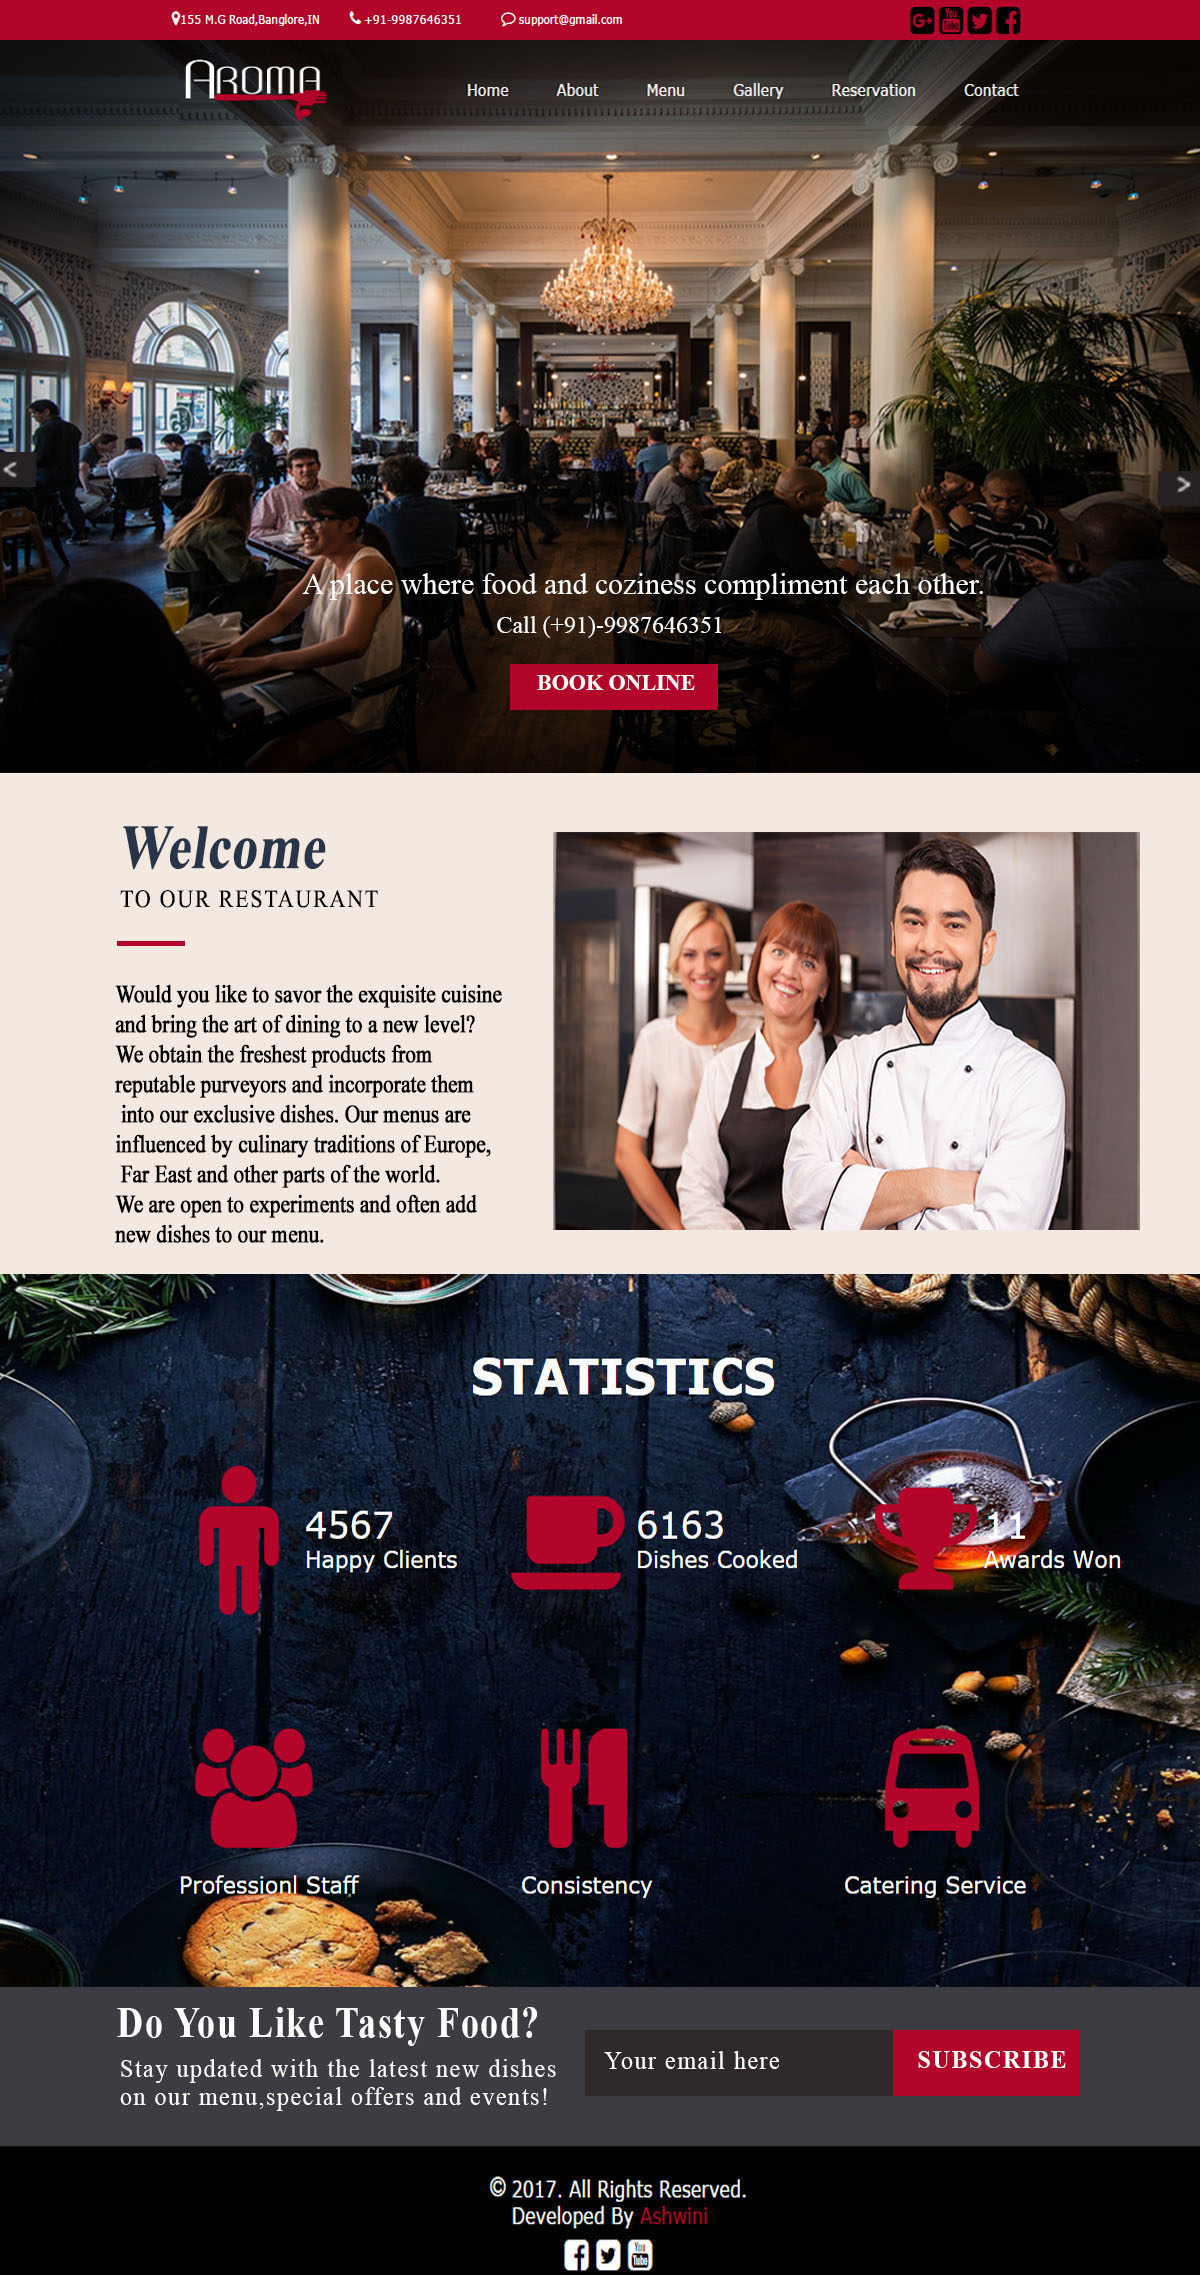 155 M.G Road,Banglore,IN +91-9987646351 support@gmail.com
AROMA
Home About Menu Gallery Reservation Contact
< >
A place where food and coziness compliment each other.
Call (+91)-9987646351
BOOK ONLINE
Welcome
TO OUR RESTAURANT
Would you like to savor the exquisite cuisine
and bring the art of dining to a new level?
We obtain the freshest products from
reputable purveyors and incorporate them
into our exclusive dishes. Our menus are
influenced by culinary traditions of Europe,
Far East and other parts of the world.
We are open to experiments and often add
new dishes to our menu.
STATISTICS
4567 6163 11
Happy Clients Dishes Cooked Awards Won
Professionl Staff Consistency Catering Service
Do You Like Tasty Food?
Stay updated with the latest new dishes
on our menu,special offers and events!
Your email here SUBSCRIBE
© 2017. All Rights Reserved.
Developed By Ashwini
You
Tube